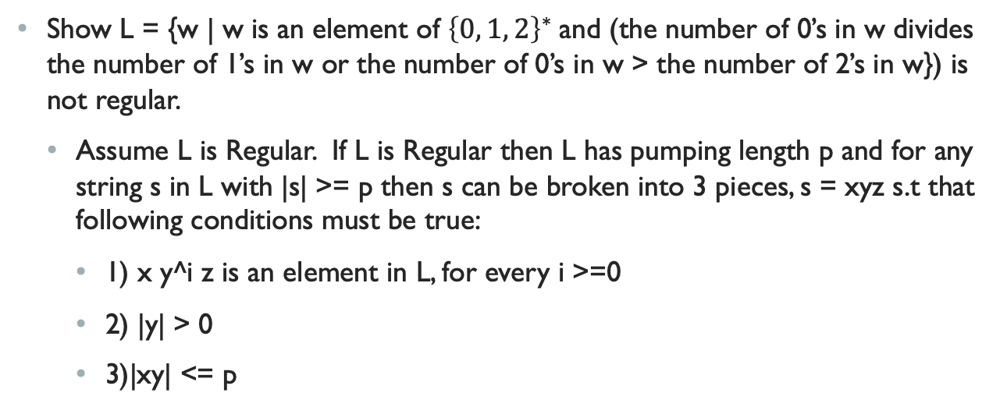 • Show L = {w | w is an element of {0, 1, 2}* and (the number of 0's in w divides
the number of 1's in w or the number of 0's in w > the number of 2's in w}) is
not regular.
• Assume L is Regular. If L is Regular then L has pumping length p and for any
string s in L with |s| >= p then s can be broken into 3 pieces, s = xyz s.t that
following conditions must be true:
• 1) x y^i z is an element in L, for every i >=0
• 2) |y| > 0
• 3)|xy| <= p